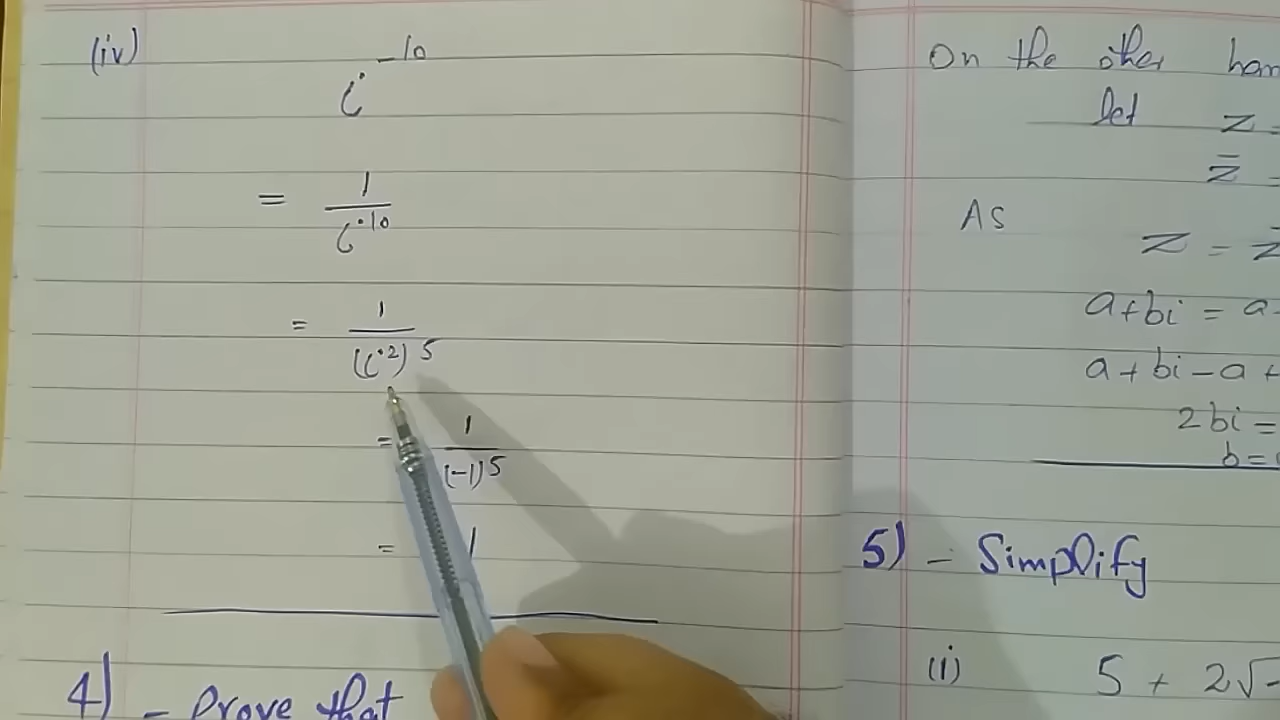 (iv) i^-10
= 1/i^10
= 1/(i^2)^5
= 1/(-1)^5
= 1
4) - Prove that
On the other
let z =
z̄ =
As
z = z
a+bi = a
a+bi-a+
2bi =
b=
5) - Simplify
(i) 5 + 2√-